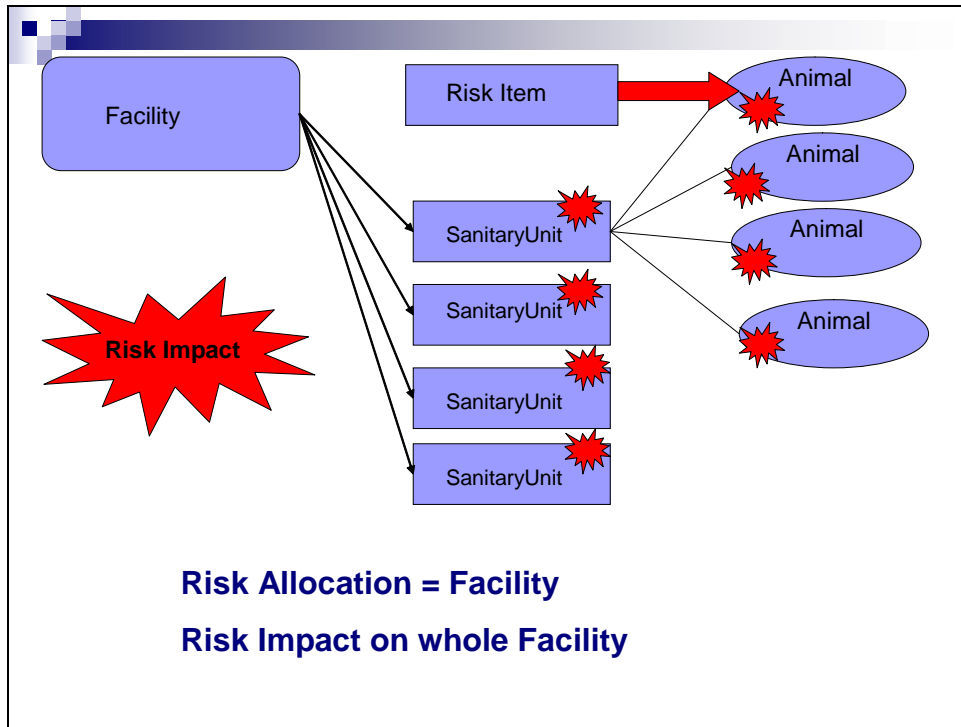 Facility
Risk Item
Animal
Animal
Animal
Animal
SanitaryUnit
SanitaryUnit
SanitaryUnit
SanitaryUnit
Risk Impact
Risk Allocation = Facility
Risk Impact on whole Facility